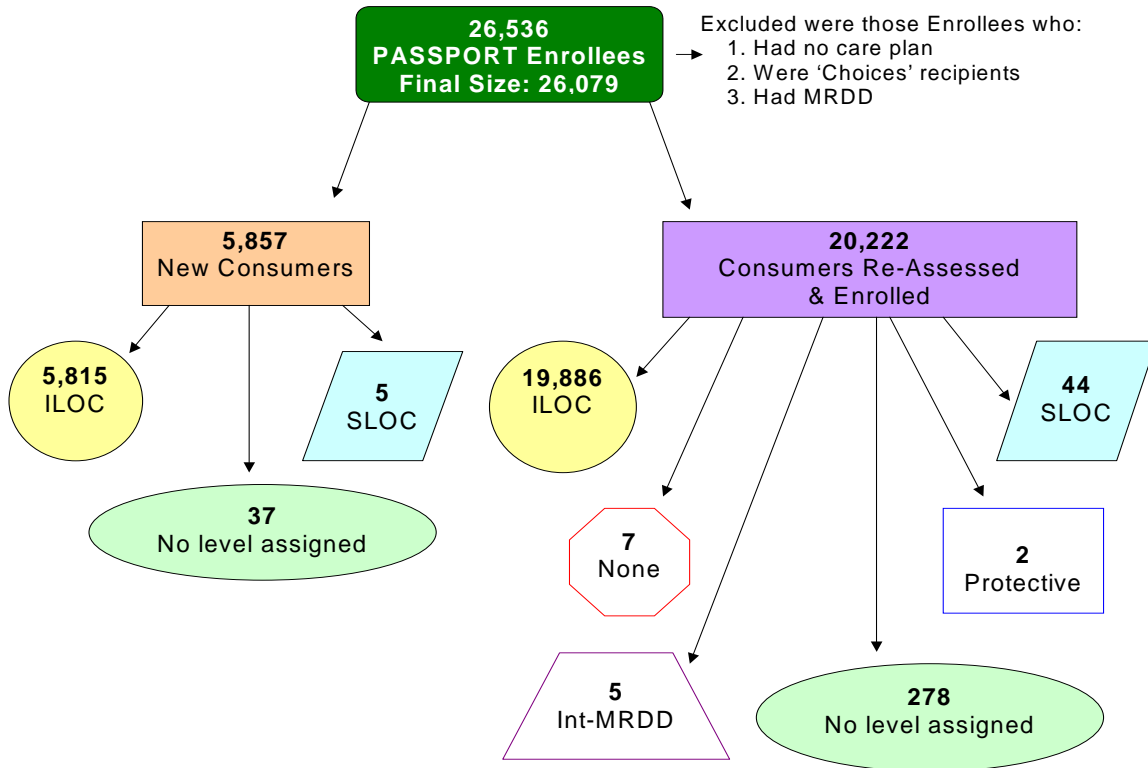 26,536
PASSPORT Enrollees
Final Size: 26,079
Excluded were those Enrollees who:
1. Had no care plan
2. Were ‘Choices’ recipients
3. Had MRDD
5,857
New Consumers
20,222
Consumers Re-Assessed
& Enrolled
5,815
ILOC
5
SLOC
19,886
ILOC
44
SLOC
37
No level assigned
7
None
2
Protective
5
Int-MRDD
278
No level assigned